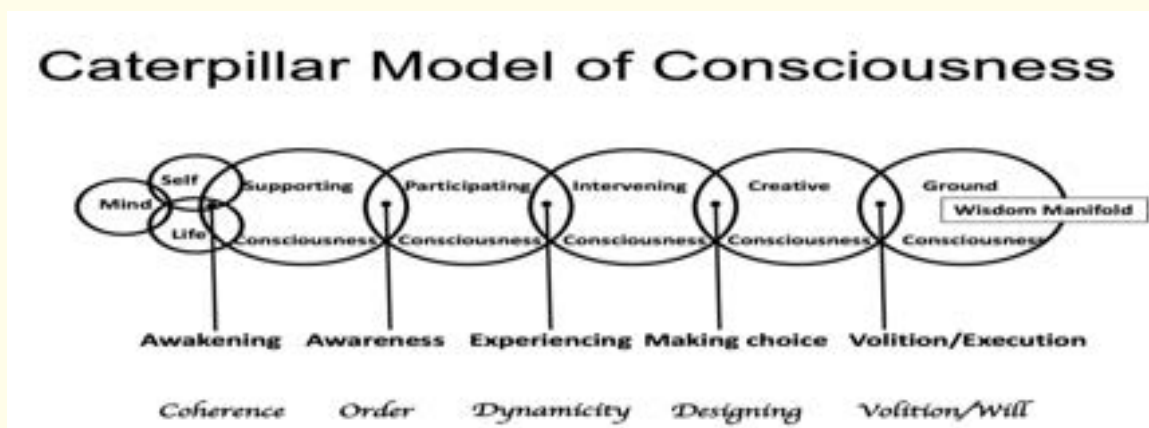 Caterpillar Model of Consciousness
Self Supporting Participating Intervening Creative Ground
Mind Wisdom Manifold
Life Consciousness Consciousness Consciousness Consciousness Consciousness
Awakening Awareness Experiencing Making choice Volition/Execution
Coherence Order Dynamicity Designing Volition/Will